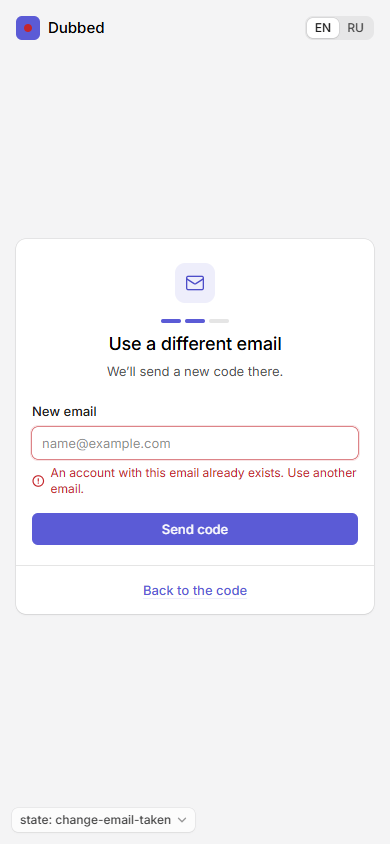 Dubbed
EN RU
Use a different email
We’ll send a new code there.
New email
name@example.com
An account with this email already exists. Use another
email.
Send code
Back to the code
state: change-email-taken